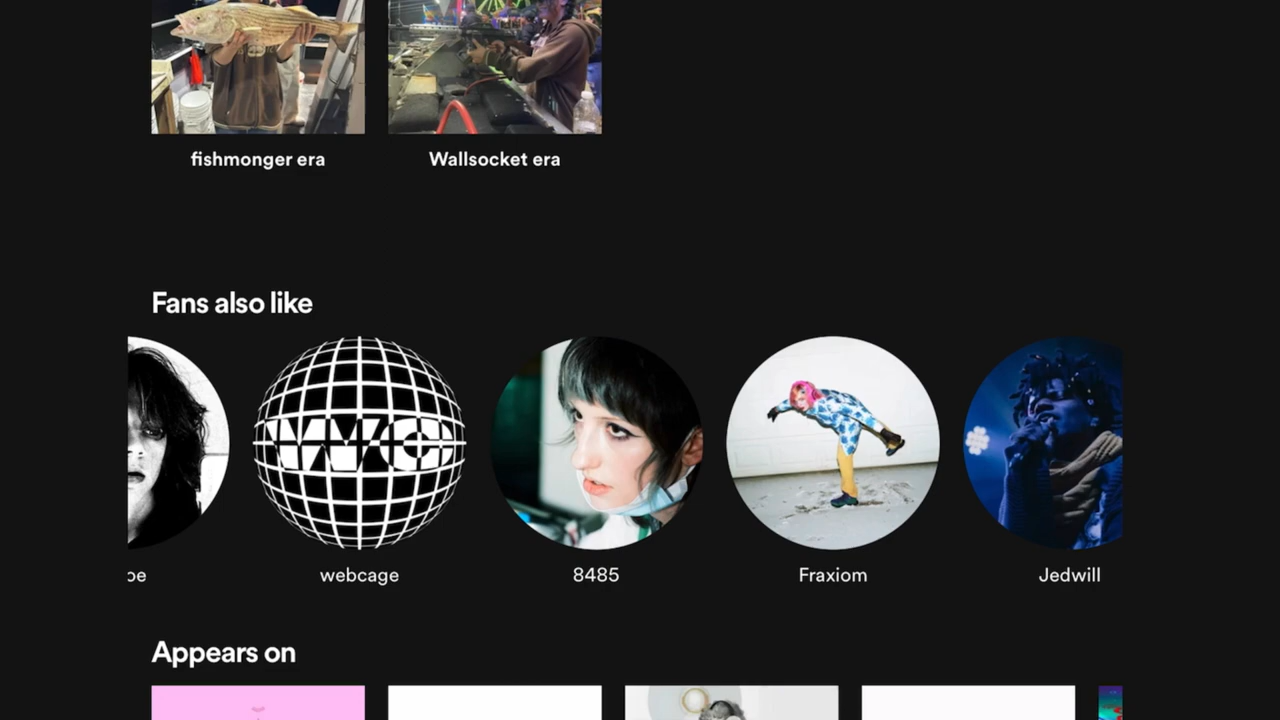 fishmonger era
Wallsocket era
Fans also like
webcage
8485
Fraxiom
Jedwill
Appears on